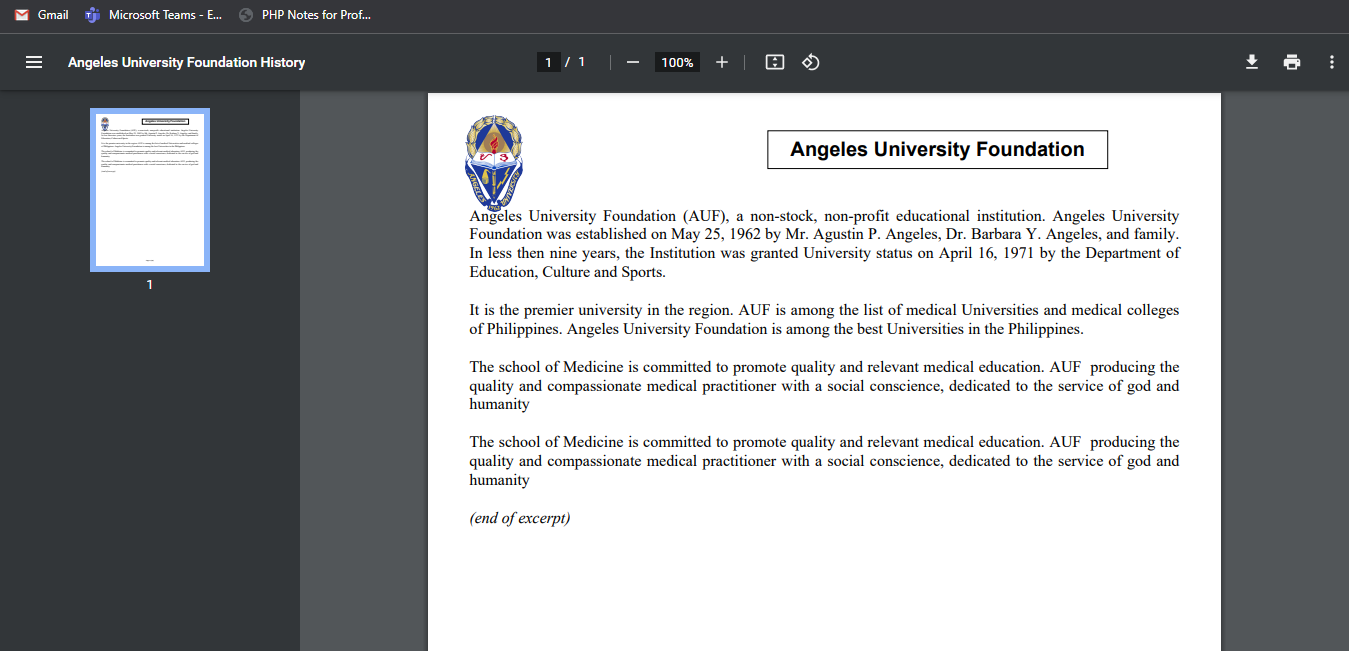 Gmail
Microsoft Teams - E...
PHP Notes for Prof...
Angeles University Foundation History
1 / 1
100%
1
ANGELES UNIVERSITY
1962
Angeles University Foundation
Angeles University Foundation (AUF), a non-stock, non-profit educational institution. Angeles University
Foundation was established on May 25, 1962 by Mr. Agustin P. Angeles, Dr. Barbara Y. Angeles, and family.
In less then nine years, the Institution was granted University status on April 16, 1971 by the Department of
Education, Culture and Sports.
It is the premier university in the region. AUF is among the list of medical Universities and medical colleges
of Philippines. Angeles University Foundation is among the best Universities in the Philippines.
The school of Medicine is committed to promote quality and relevant medical education. AUF  producing the
quality and compassionate medical practitioner with a social conscience, dedicated to the service of god and
humanity
The school of Medicine is committed to promote quality and relevant medical education. AUF  producing the
quality and compassionate medical practitioner with a social conscience, dedicated to the service of god and
humanity
(end of excerpt)